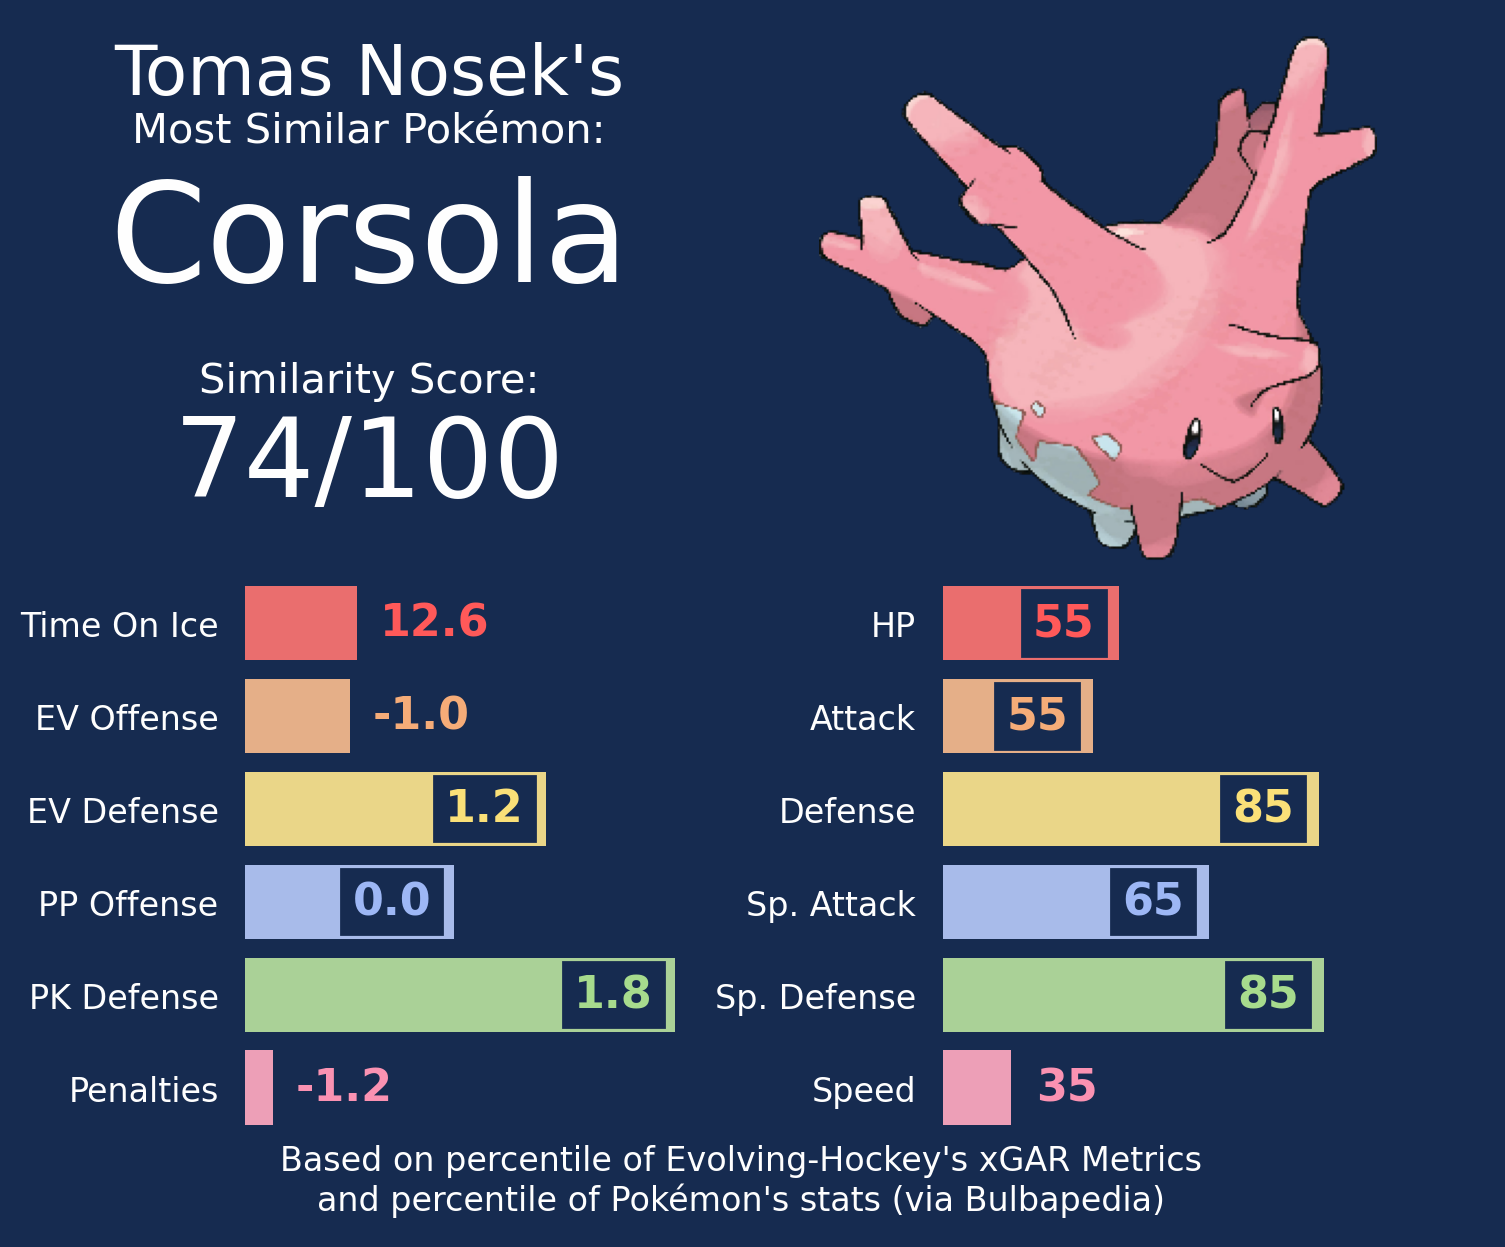 Tomas Nosek's
Most Similar Pokémon:
Corsola
Similarity Score:
74/100
Time On Ice 12.6
EV Offense -1.0
EV Defense 1.2
PP Offense 0.0
PK Defense 1.8
Penalties -1.2
HP 55
Attack 55
Defense 85
Sp. Attack 65
Sp. Defense 85
Speed 35
Based on percentile of Evolving-Hockey's xGAR Metrics
and percentile of Pokémon's stats (via Bulbapedia)